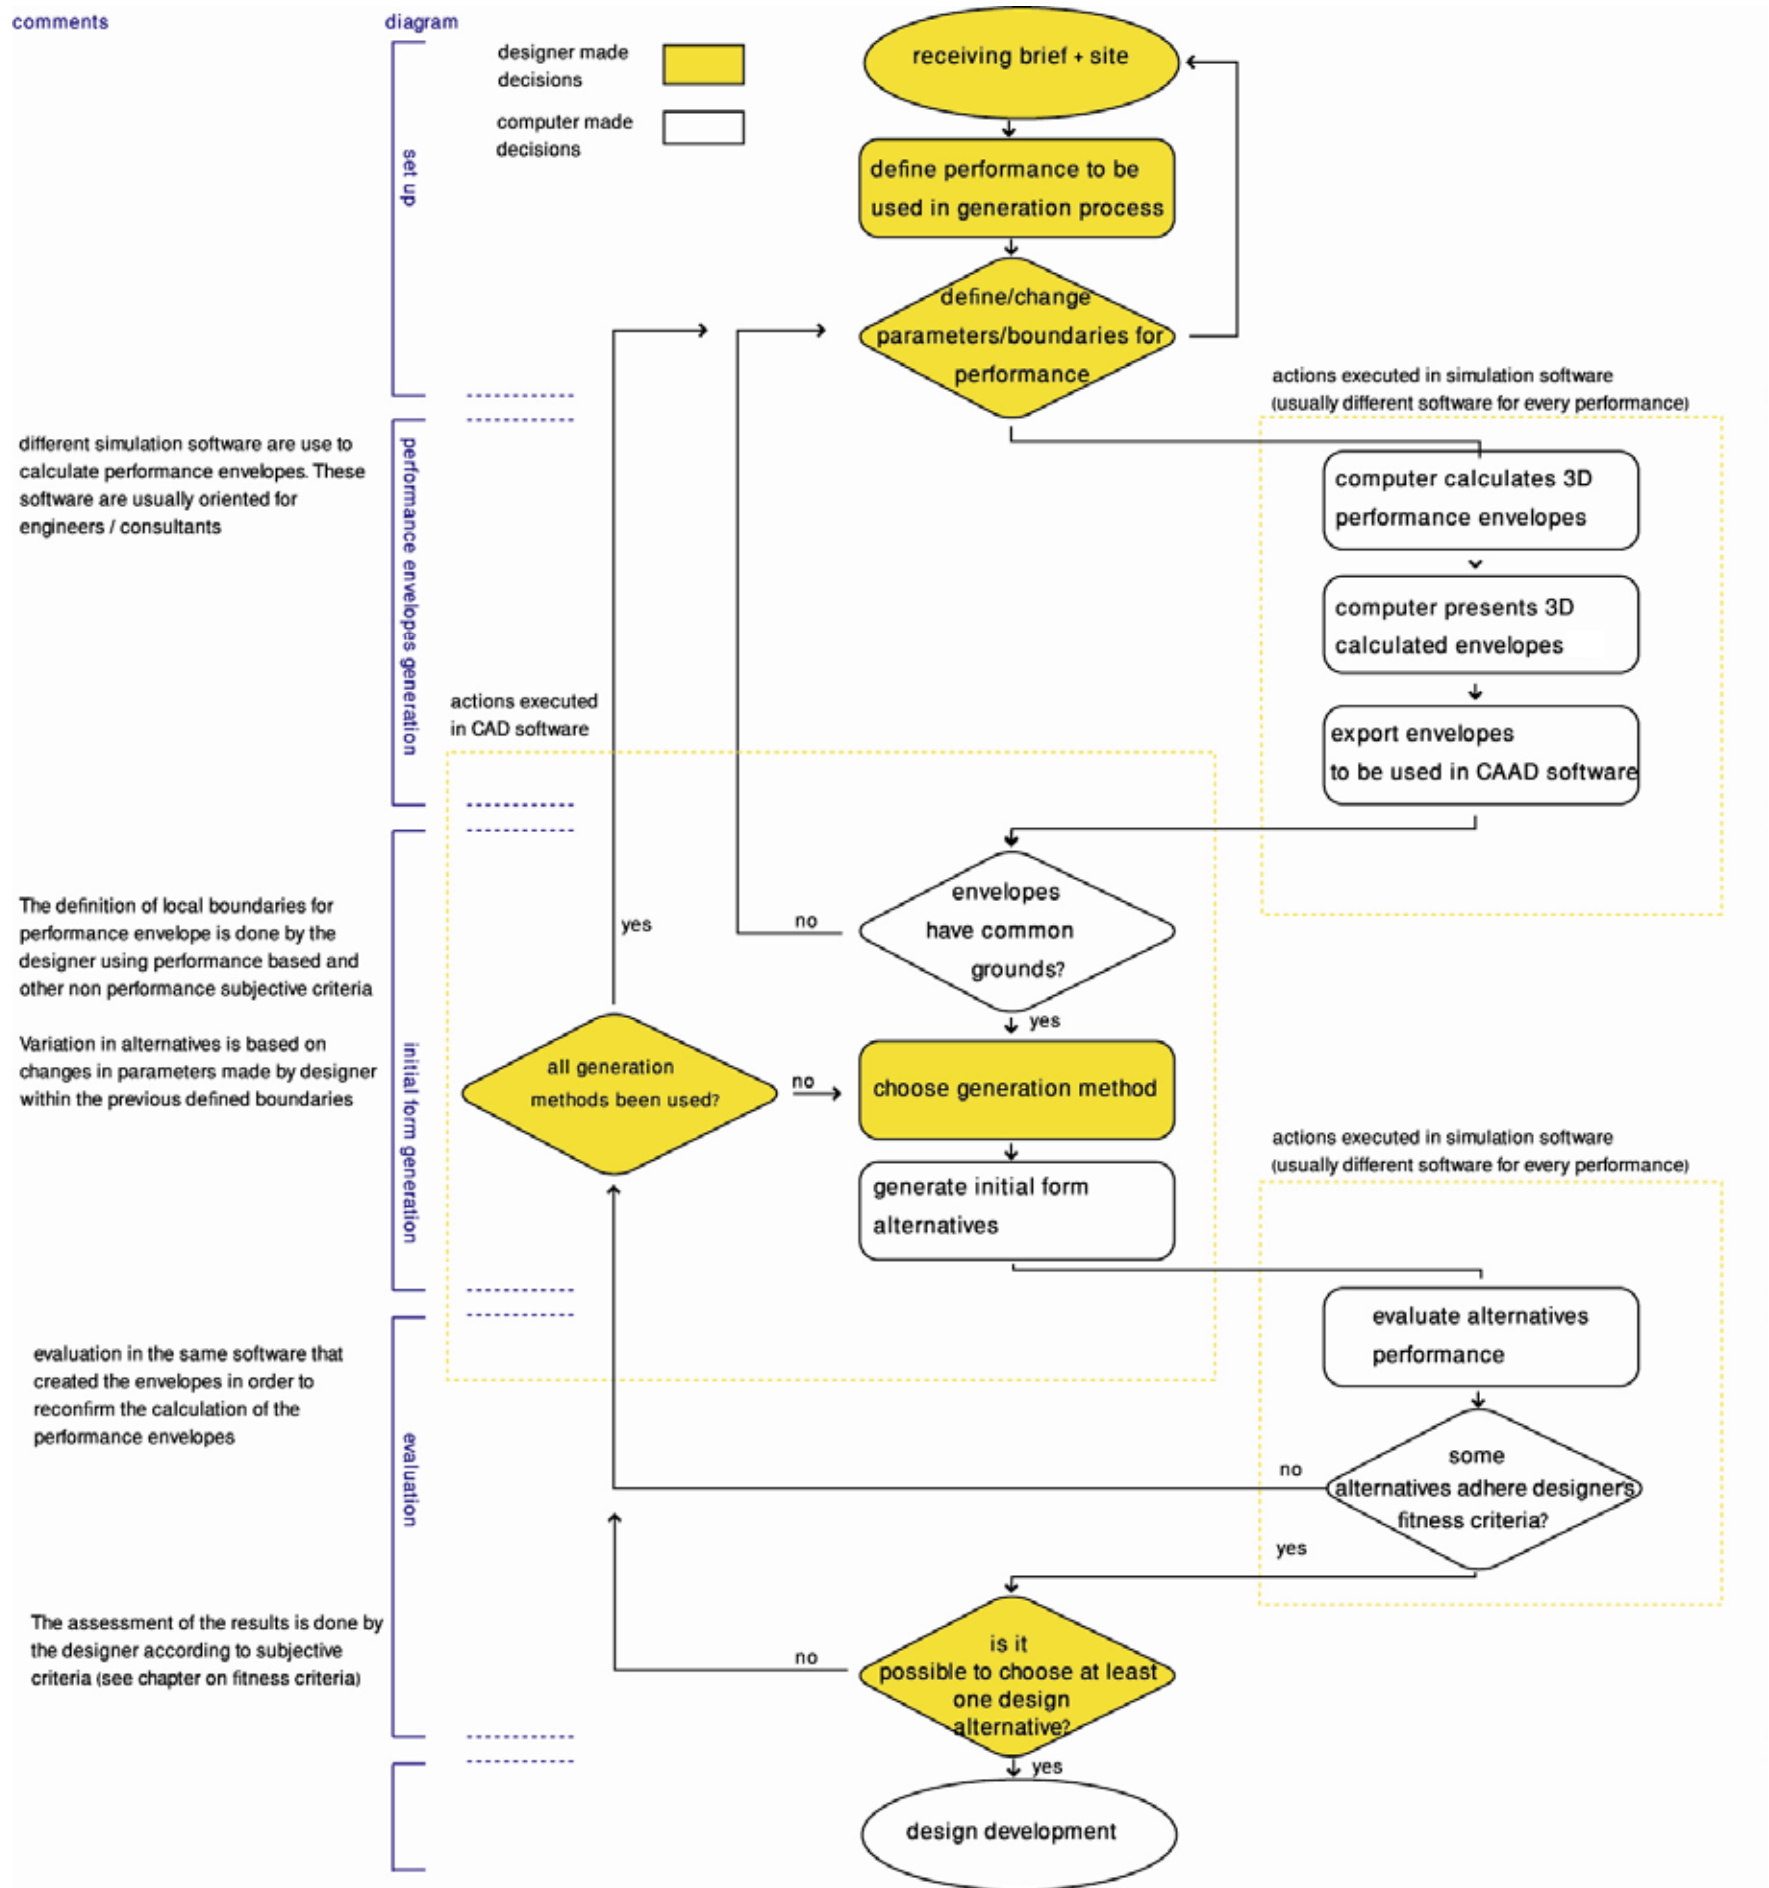 comments
diagram
designer made
decisions
computer made
decisions
set up
receiving brief + site
define performance to be
used in generation process
define/change
parameters/boundaries for
performance
actions executed in simulation software
(usually different software for every performance)
different simulation software are use to
calculate performance envelopes. These
software are usually oriented for
engineers / consultants
performance envelopes generation
computer calculates 3D
performance envelopes
computer presents 3D
calculated envelopes
export envelopes
to be used in CAAD software
actions executed
in CAD software
envelopes
have common
grounds?
no
yes
yes
The definition of local boundaries for
performance envelope is done by the
designer using performance based and
other non performance subjective criteria
Variation in alternatives is based on
changes in parameters made by designer
within the previous defined boundaries
initial form generation
all generation
methods been used?
no
choose generation method
generate initial form
alternatives
actions executed in simulation software
(usually different software for every performance)
evaluate alternatives
performance
evaluation in the same software that
created the envelopes in order to
reconfirm the calculation of the
performance envelopes
evaluation
some
alternatives adhere designer's
fitness criteria?
no
yes
The assessment of the results is done by
the designer according to subjective
criteria (see chapter on fitness criteria)
is it
possible to choose at least
one design
alternative?
no
yes
design development